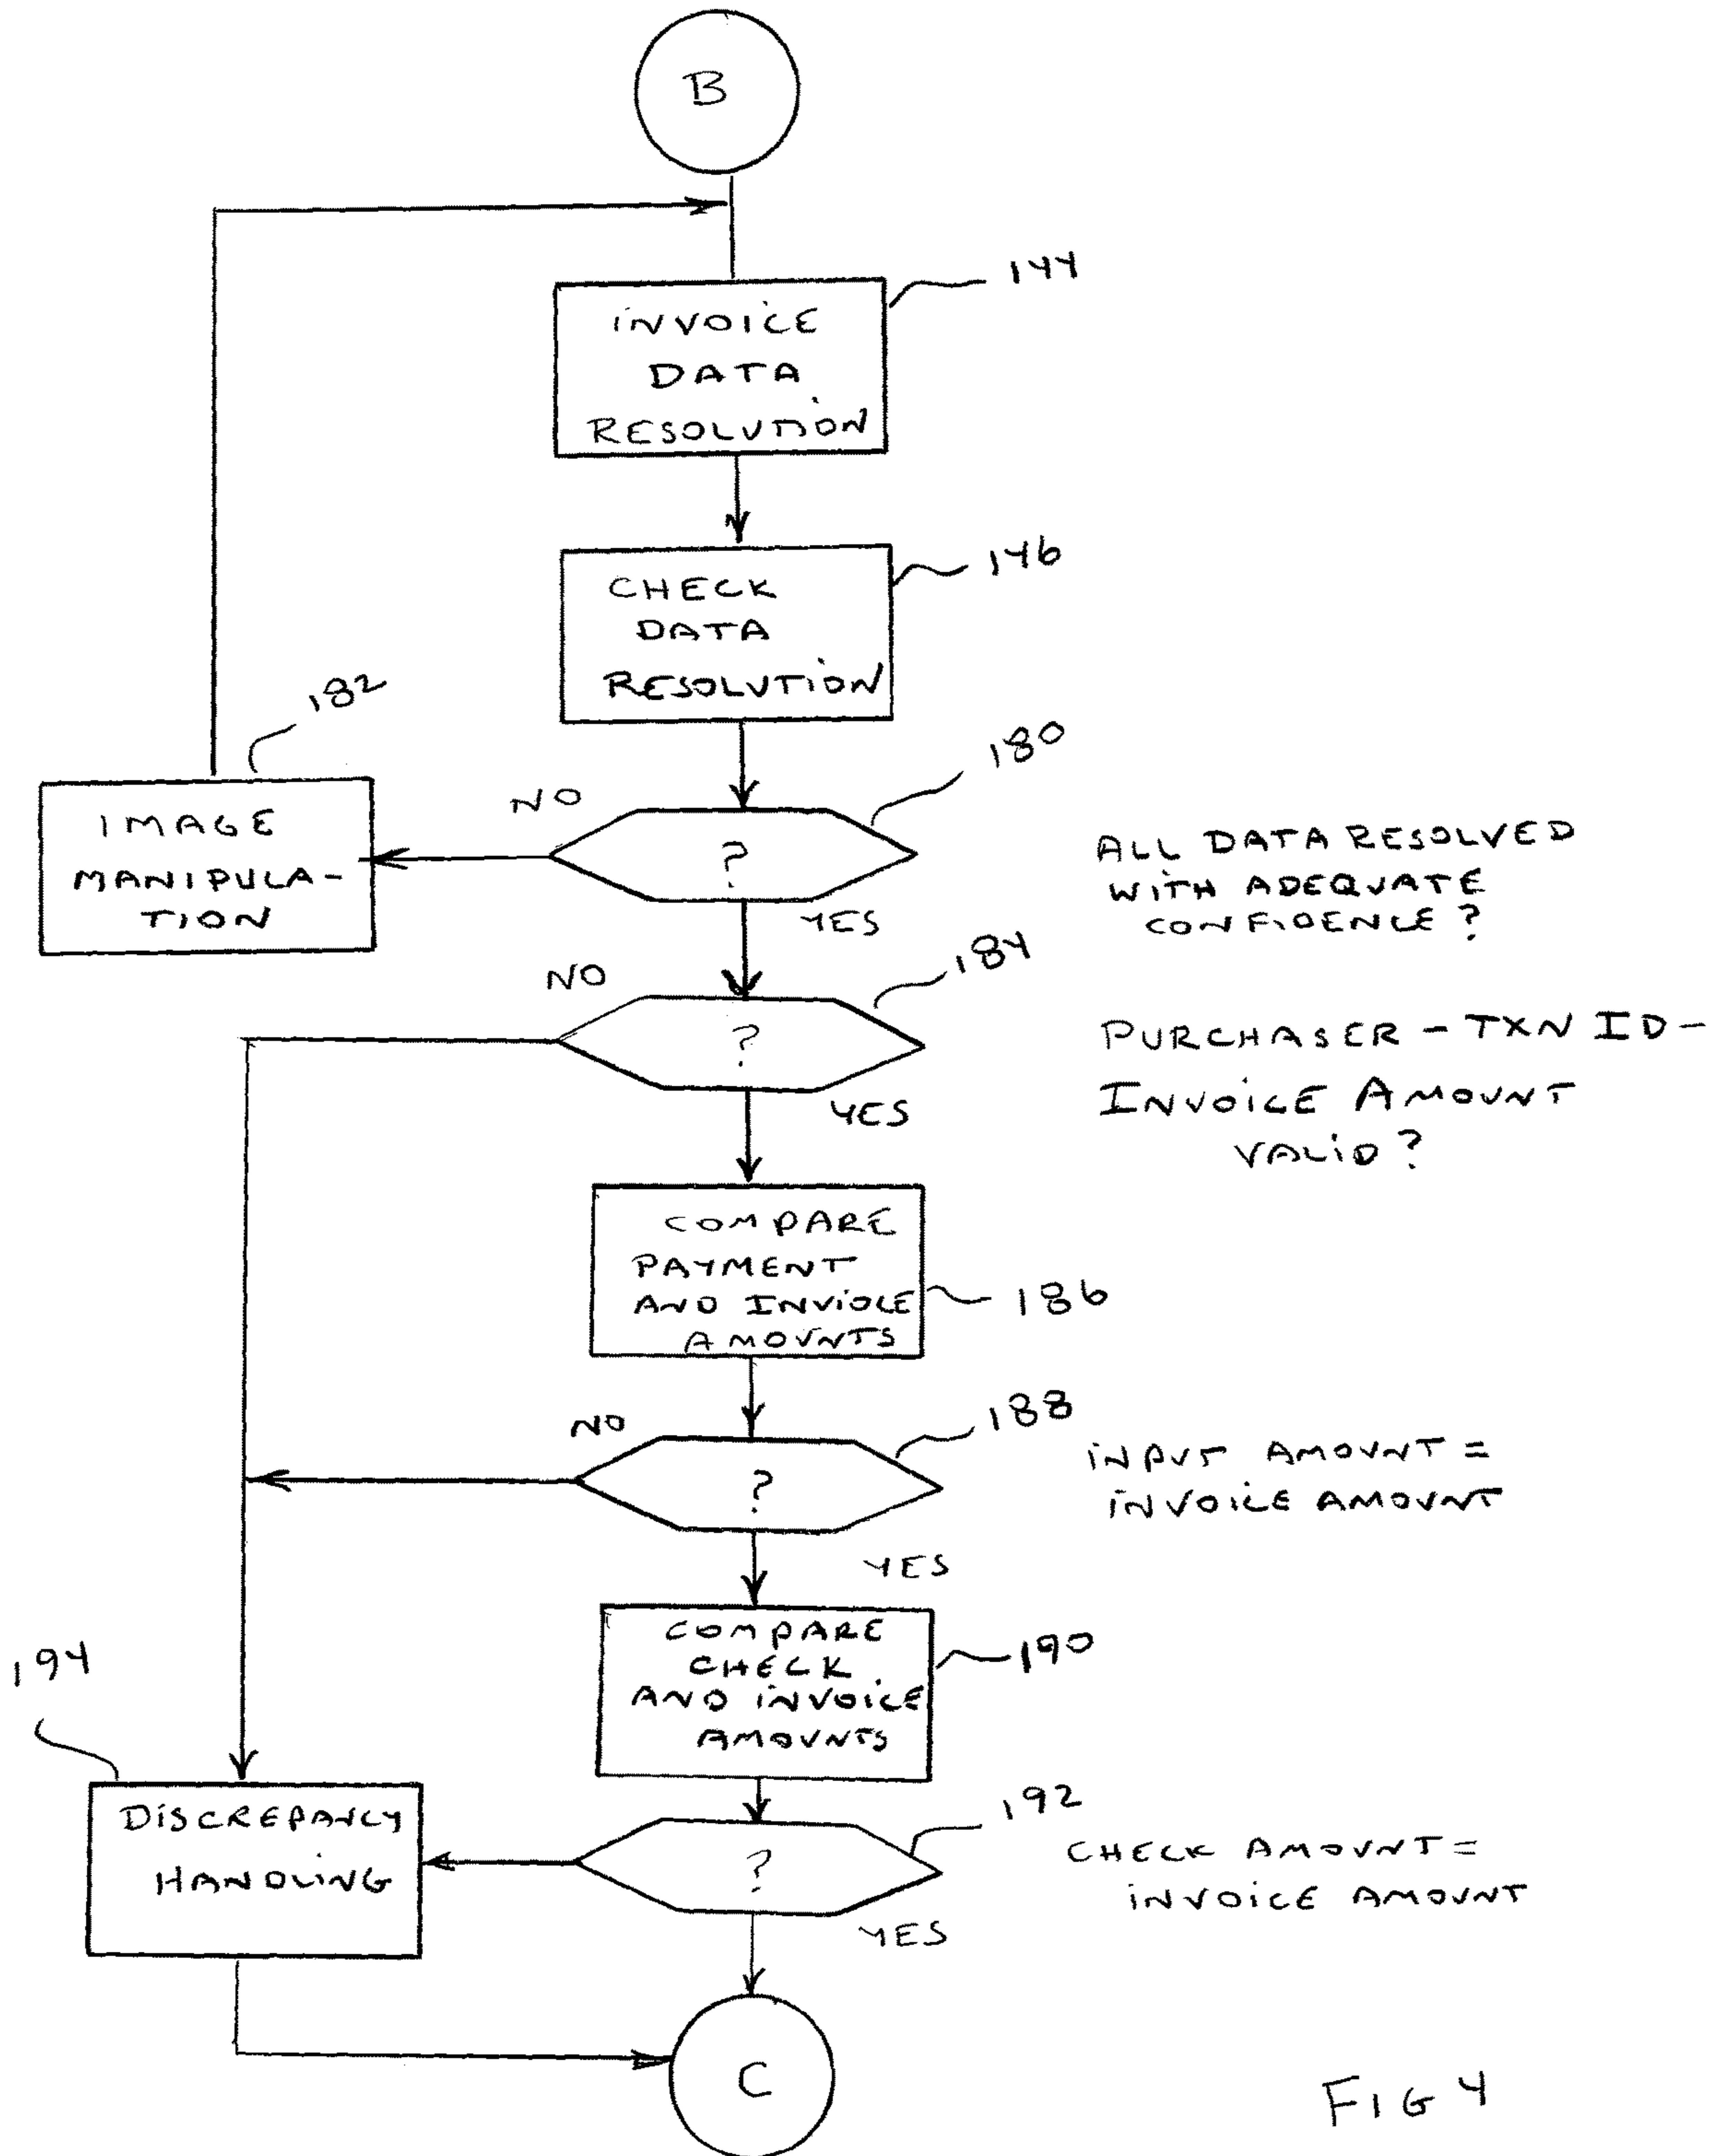 B
144
INVOICE
DATA
RESOLUTION
146
CHECK
DATA
RESOLUTION
182
180
NO
?
YES
IMAGE
MANIPULA-
TION
ALL DATA RESOLVED
WITH ADEQUATE
CONFIDENCE?
184
NO
?
YES
PURCHASER - TXN ID -
INVOICE AMOUNT
VALID?
COMPARE
PAYMENT
AND INVIOCE
AMOUNTS
186
188
NO
?
YES
INPUT AMOUNT =
INVOICE AMOUNT
COMPARE
CHECK
AND INVOICE
AMOUNTS
190
194
DISCREPANCY
HANDLING
192
?
YES
CHECK AMOUNT =
INVOICE AMOUNT
C
FIG 4